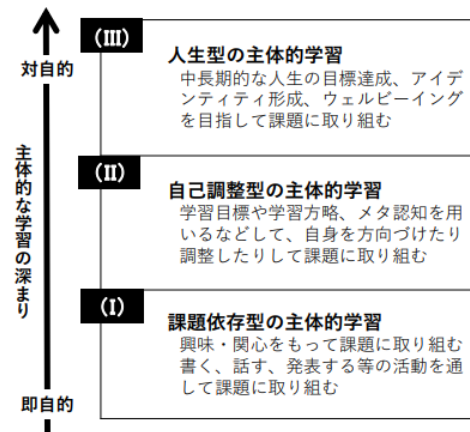 対自的
主体的な学習の深まり
即自的
(III)
人生型の主体的学習
中長期的な人生の目標達成、アイデ
ンティティ形成、ウェルビーイング
を目指して課題に取り組む
(II)
自己調整型の主体的学習
学習目標や学習方略、メタ認知を用
いるなどして、自身を方向づけたり
調整したりして課題に取り組む
(I)
課題依存型の主体的学習
興味・関心をもって課題に取り組む
書く、話す、発表する等の活動を通
して課題に取り組む